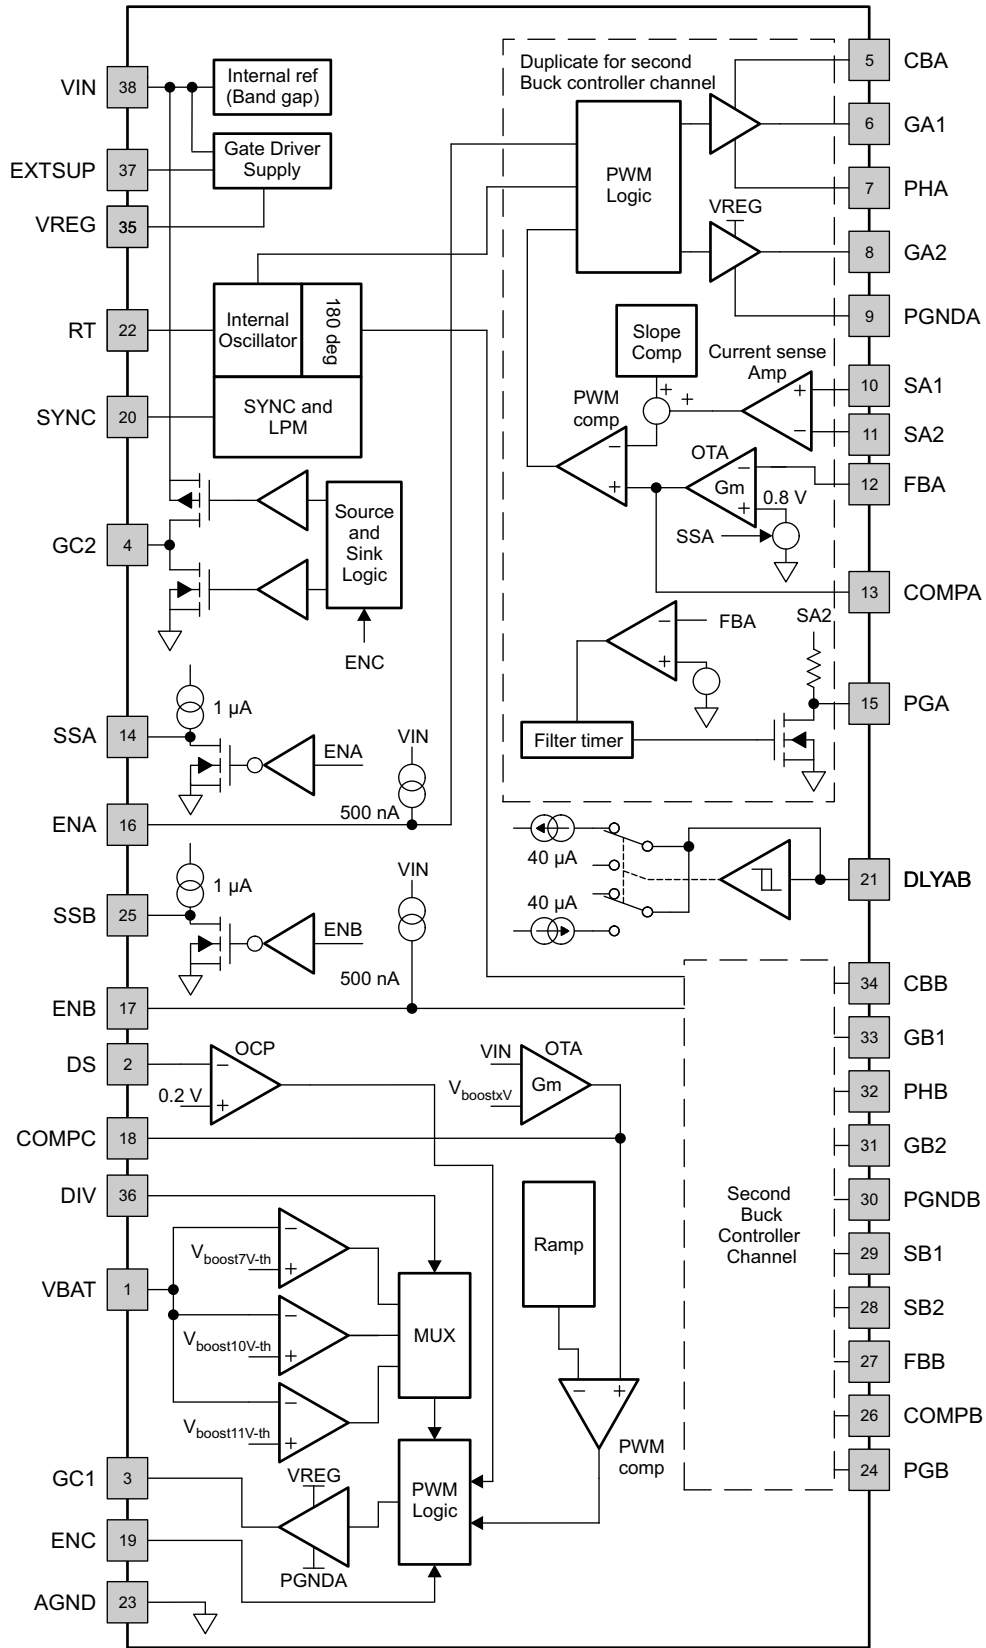 VIN
38
EXTSUP
37
VREG
35
RT
22
SYNC
20
GC2
4
SSA
14
ENA
16
SSB
25
ENB
17
DS
2
COMPC
18
DIV
36
VBAT
1
GC1
3
ENC
19
AGND
23
Internal ref
(Band gap)
Gate Driver
Supply
Internal
Oscillator
180 deg
SYNC and
LPM
Source
and
Sink
Logic
ENC
1 µA
ENA
VIN
500 nA
1 µA
ENB
VIN
500 nA
OCP
−
0.2 V
+
VIN
OTA
VboostxV
Gm
Vboost7V-th
−
+
Vboost10V-th
−
+
Vboost11V-th
−
+
MUX
Ramp
−
+
PWM
comp
PWM
Logic
VREG
PGNDA
Duplicate for second
Buck controller channel
PWM
Logic
VREG
Slope
Comp
+
+
Current sense
Amp
+
−
PWM
comp
−
+
OTA
−
Gm
+
0.8 V
SSA
−
FBA
+
SA2
Filter timer
40 µA
40 µA
Second
Buck
Controller
Channel
5
CBA
6
GA1
7
PHA
8
GA2
9
PGNDA
10
SA1
11
SA2
12
FBA
13
COMPA
15
PGA
21
DLYAB
34
CBB
33
GB1
32
PHB
31
GB2
30
PGNDB
29
SB1
28
SB2
27
FBB
26
COMPB
24
PGB